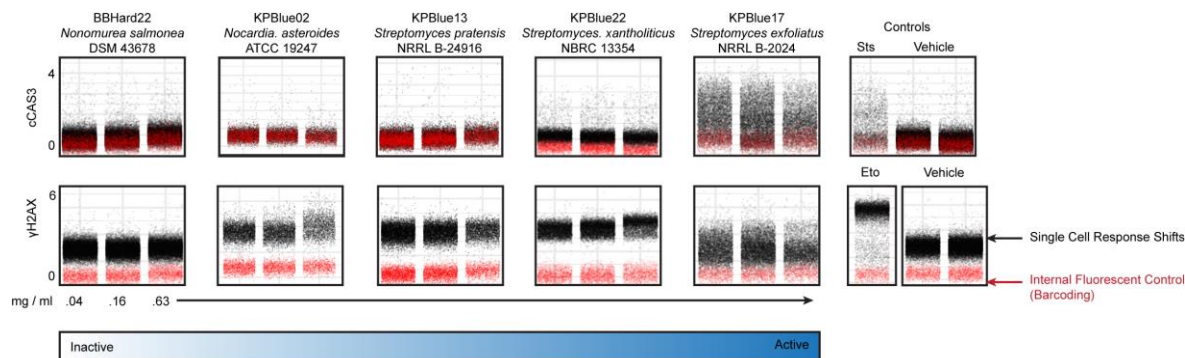 BBHard22
Nonomurea salmonea
DSM 43678
KPBlue02
Nocardia. asteroides
ATCC 19247
KPBlue13
Streptomyces pratensis
NRRL B-24916
KPBlue22
Streptomyces. xantholiticus
NBRC 13354
KPBlue17
Streptomyces exfoliatus
NRRL B-2024
Controls
Sts
Vehicle
cCAS3
4
0
Eto
Vehicle
γH2AX
6
0
Single Cell Response Shifts
Internal Fluorescent Control
(Barcoding)
mg / ml .04 .16 .63
Inactive
Active